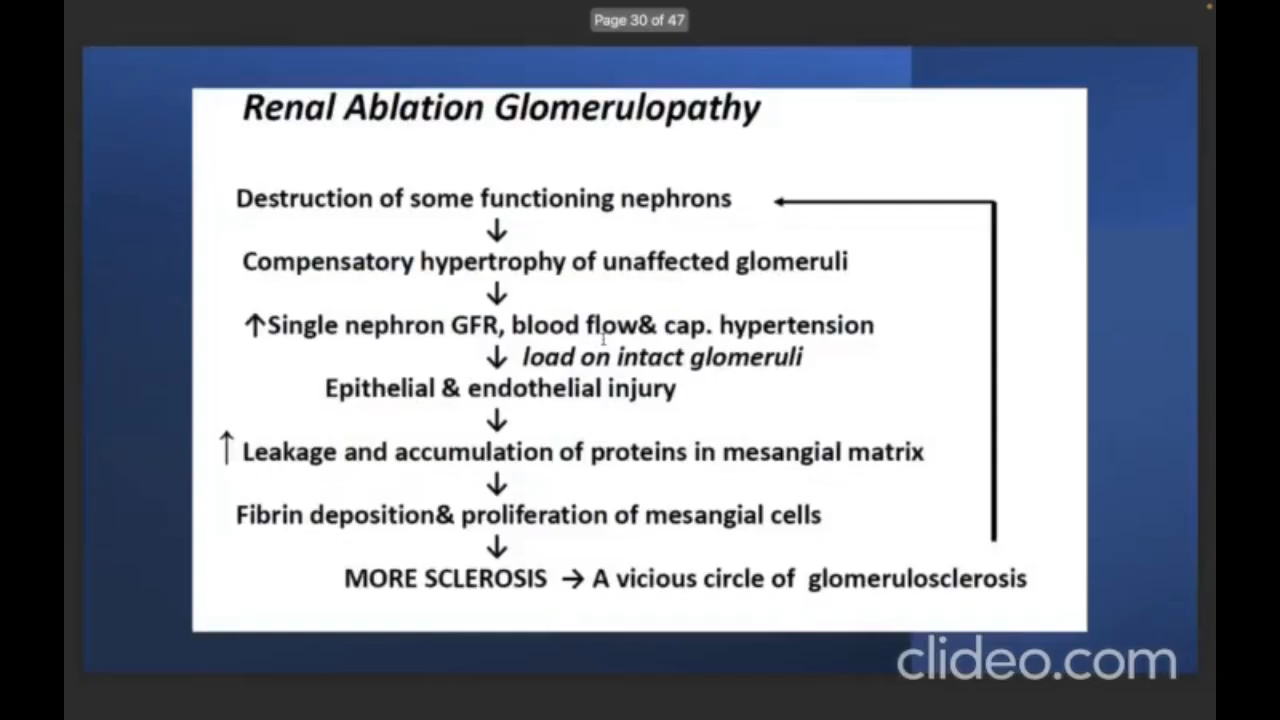 Page 30 of 47
Renal Ablation Glomerulopathy
Destruction of some functioning nephrons
↓
Compensatory hypertrophy of unaffected glomeruli
↓
↑Single nephron GFR, blood flow& cap. hypertension
↓ load on intact glomeruli
Epithelial & endothelial injury
↓
↑ Leakage and accumulation of proteins in mesangial matrix
↓
Fibrin deposition& proliferation of mesangial cells
↓
MORE SCLEROSIS → A vicious circle of glomerulosclerosis
clideo.com